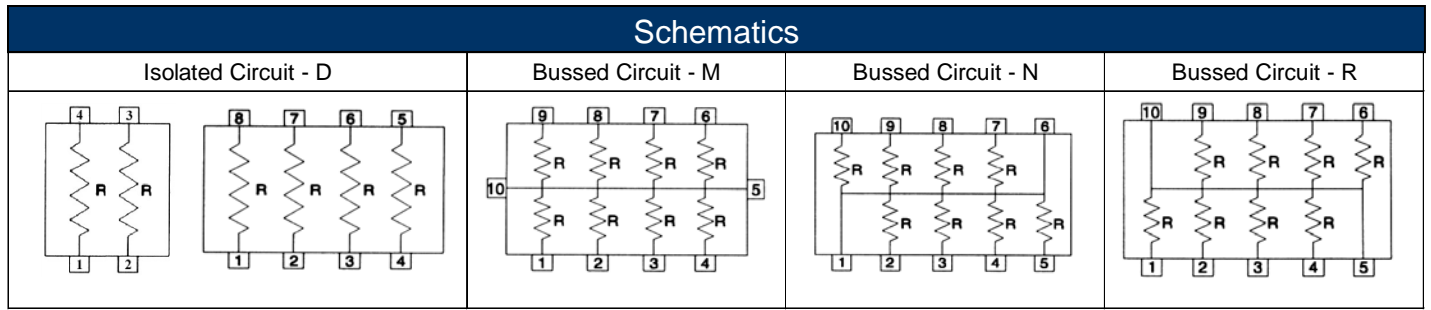 Schematics
Isolated Circuit - D
Bussed Circuit - M
Bussed Circuit - N
Bussed Circuit - R
4 3
R R
1 2
8 7 6 5
R R R R
1 2 3 4
9 8 7 6
R R R R
10 5
R R R R
1 2 3 4
10 9 8 7 6
R R R R
R R R R
1 2 3 4 5
10 9 8 7 6
R R R R
R R R R
1 2 3 4 5